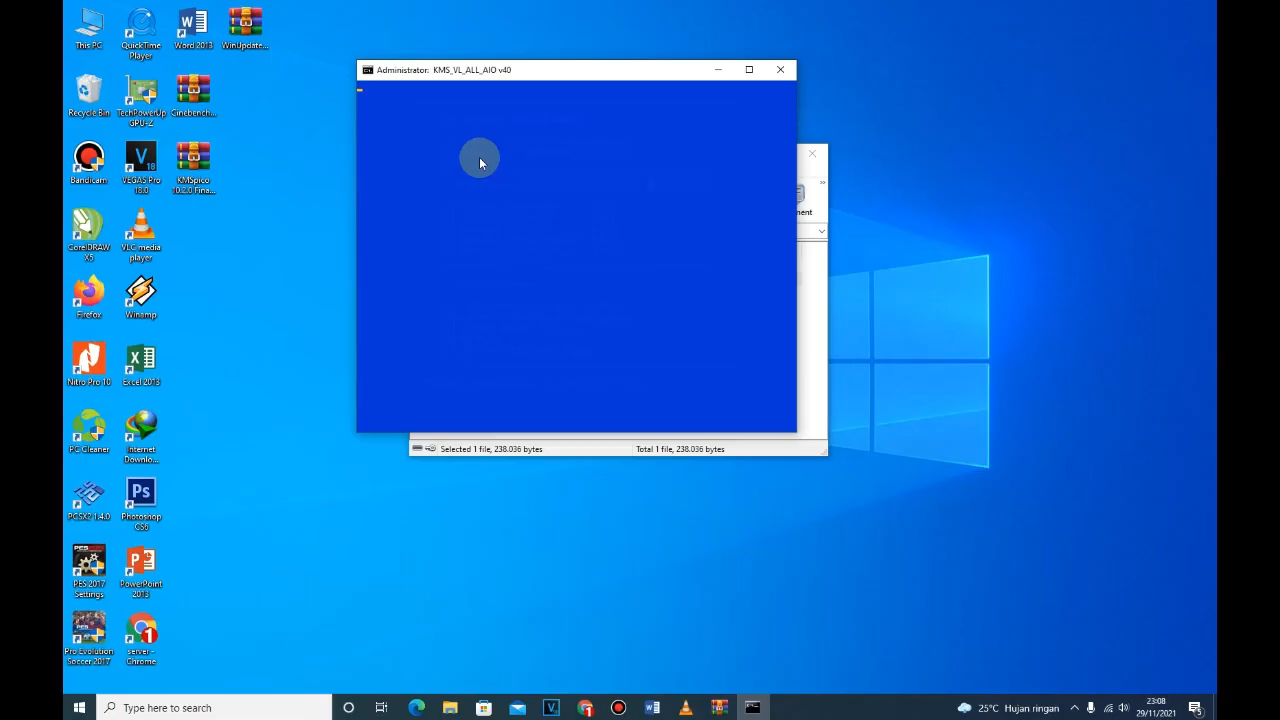 This PC
QuickTime
Player
Word 2013
WinUpdate...
Recycle Bin
TechPowerUp
GPU-Z
Cinebench...
Bandicam
VEGAS Pro
18.0
KMSpico
10.2.0 Fina...
CorelDRAW
X5
VLC media
player
Firefox
Winamp
Nitro Pro 10
Excel 2013
PC Cleaner
Internet
Downlo...
PCSX2 1.4.0
Photoshop
CS6
PES 2017
Settings
PowerPoint
2013
Pro Evolution
Soccer 2017
server -
Chrome
Administrator: KMS_VL_ALL_AIO v40
ment
Selected 1 file, 238.036 bytes
Total 1 file, 238.036 bytes
Type here to search
25°C Hujan ringan
23:08
29/11/2021